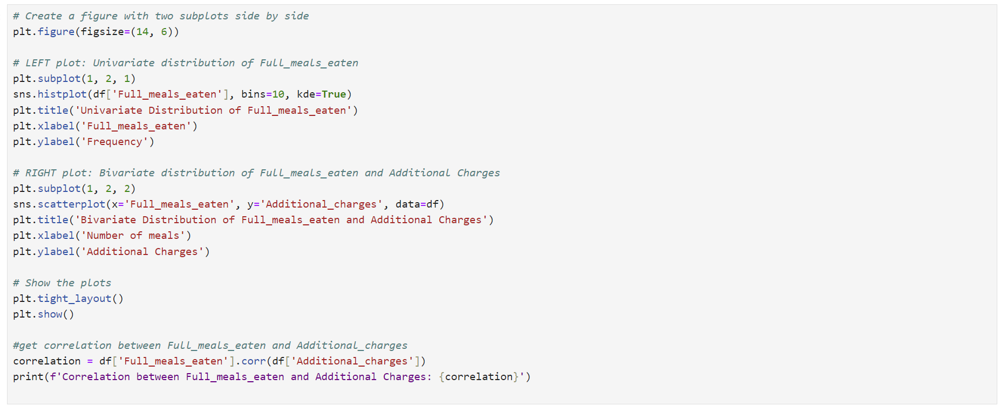 # Create a figure with two subplots side by side
plt.figure(figsize=(14, 6))
# LEFT plot: Univariate distribution of Full_meals_eaten
plt.subplot(1, 2, 1)
sns.histplot(df['Full_meals_eaten'], bins=10, kde=True)
plt.title('Univariate Distribution of Full_meals_eaten')
plt.xlabel('Full_meals_eaten')
plt.ylabel('Frequency')
# RIGHT plot: Bivariate distribution of Full_meals_eaten and Additional Charges
plt.subplot(1, 2, 2)
sns.scatterplot(x='Full_meals_eaten', y='Additional_charges', data=df)
plt.title('Bivariate Distribution of Full_meals_eaten and Additional Charges')
plt.xlabel('Number of meals')
plt.ylabel('Additional Charges')
# Show the plots
plt.tight_layout()
plt.show()
#get correlation between Full_meals_eaten and Additional_charges
correlation = df['Full_meals_eaten'].corr(df['Additional_charges'])
print(f'Correlation between Full_meals_eaten and Additional Charges: {correlation}')